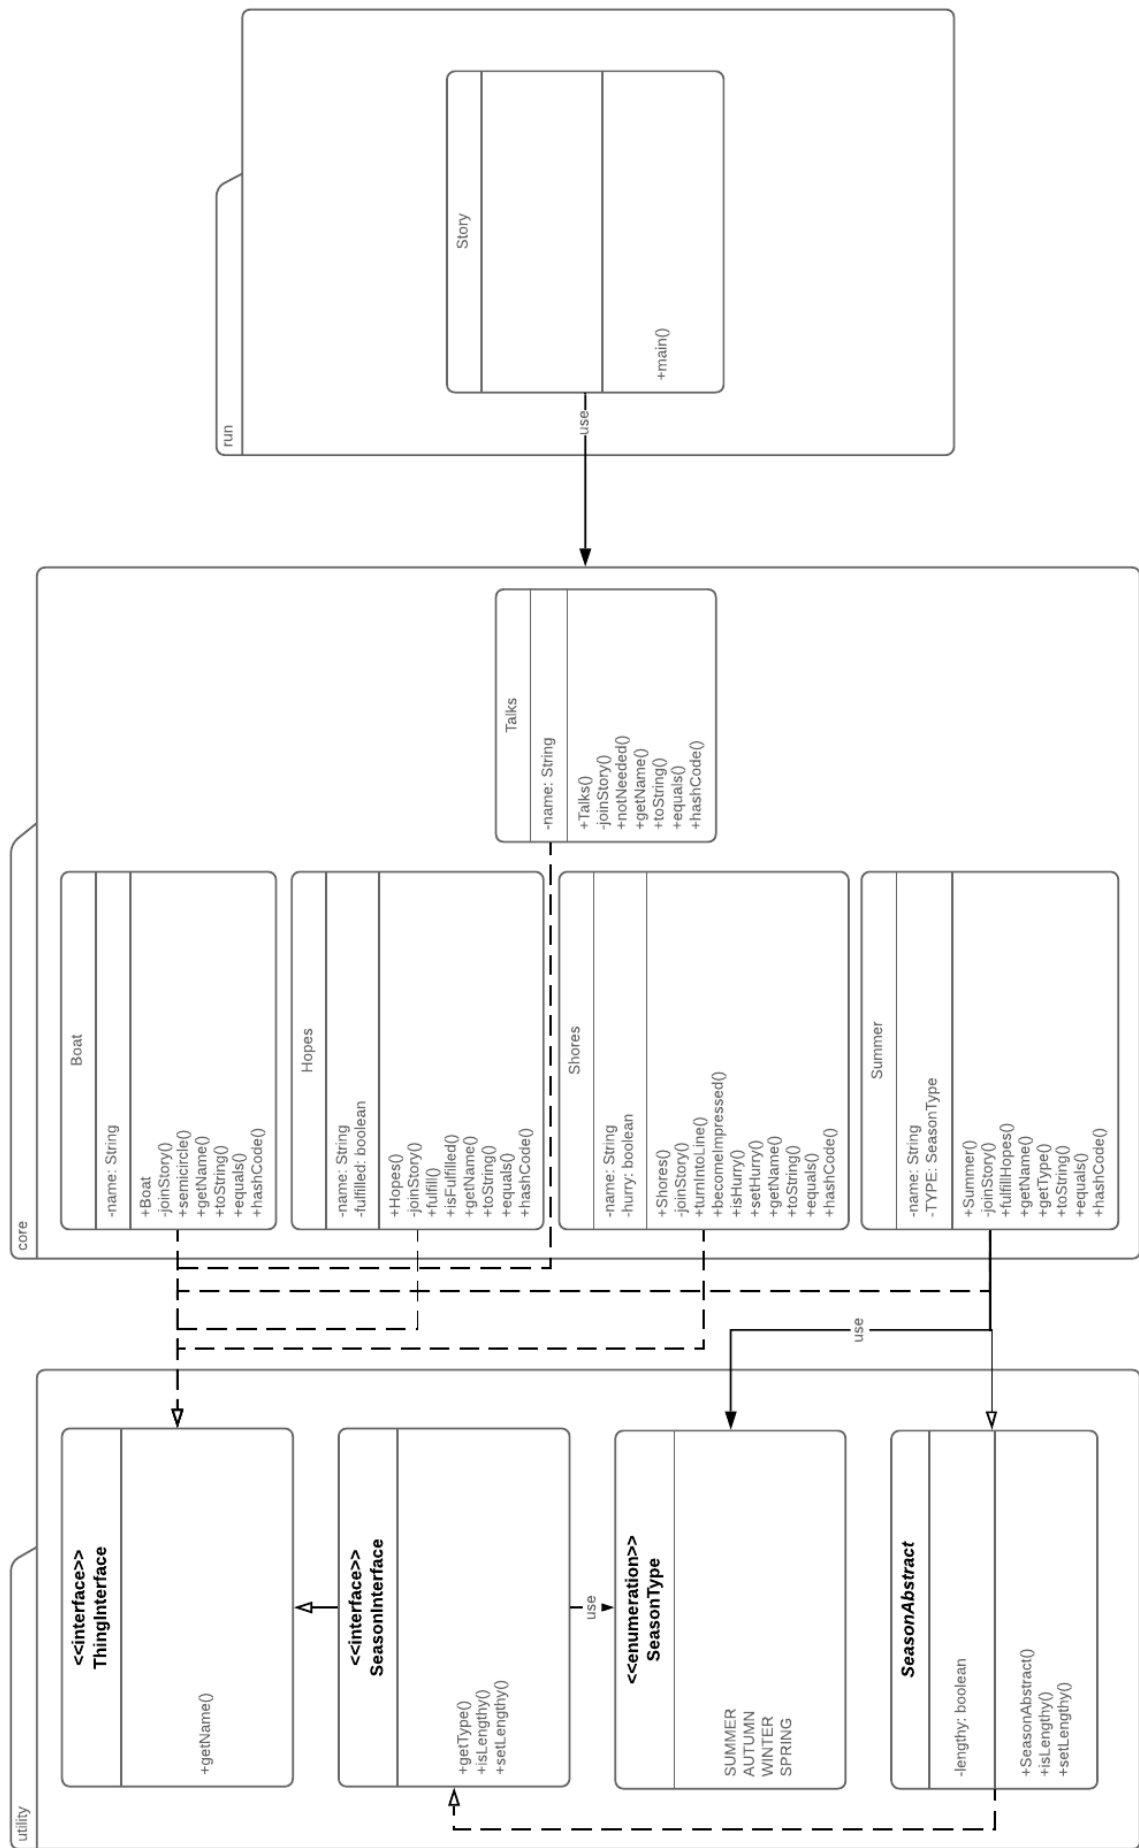 utility
<<interface>>
ThingInterface
+getName()
<<interface>>
SeasonInterface
+getType()
+isLengthy()
+setLengthy()
use
<<enumeration>>
SeasonType
SUMMER
AUTUMN
WINTER
SPRING
SeasonAbstract
-lengthy: boolean
+SeasonAbstract()
+isLengthy()
+setLengthy()
use
core
Boat
-name: String
+Boat
-joinStory()
+semicircle()
+getName()
+toString()
+equals()
+hashCode()
Hopes
-name: String
-fulfilled: boolean
+Hopes()
-joinStory()
+fulfill()
+isFulfilled()
+getName()
+toString()
+equals()
+hashCode()
Shores
-name: String
-hurry: boolean
+Shores()
-joinStory()
+turnIntoLine()
+becomeImpressed()
+isHurry()
+setHurry()
+getName()
+toString()
+equals()
+hashCode()
Summer
-name: String
-TYPE: SeasonType
+Summer()
-joinStory()
+fulfillHopes()
+getName()
+getType()
+toString()
+equals()
+hashCode()
Talks
-name: String
+Talks()
-joinStory()
+notNeeded()
+getName()
+toString()
+equals()
+hashCode()
use
run
Story
+main()